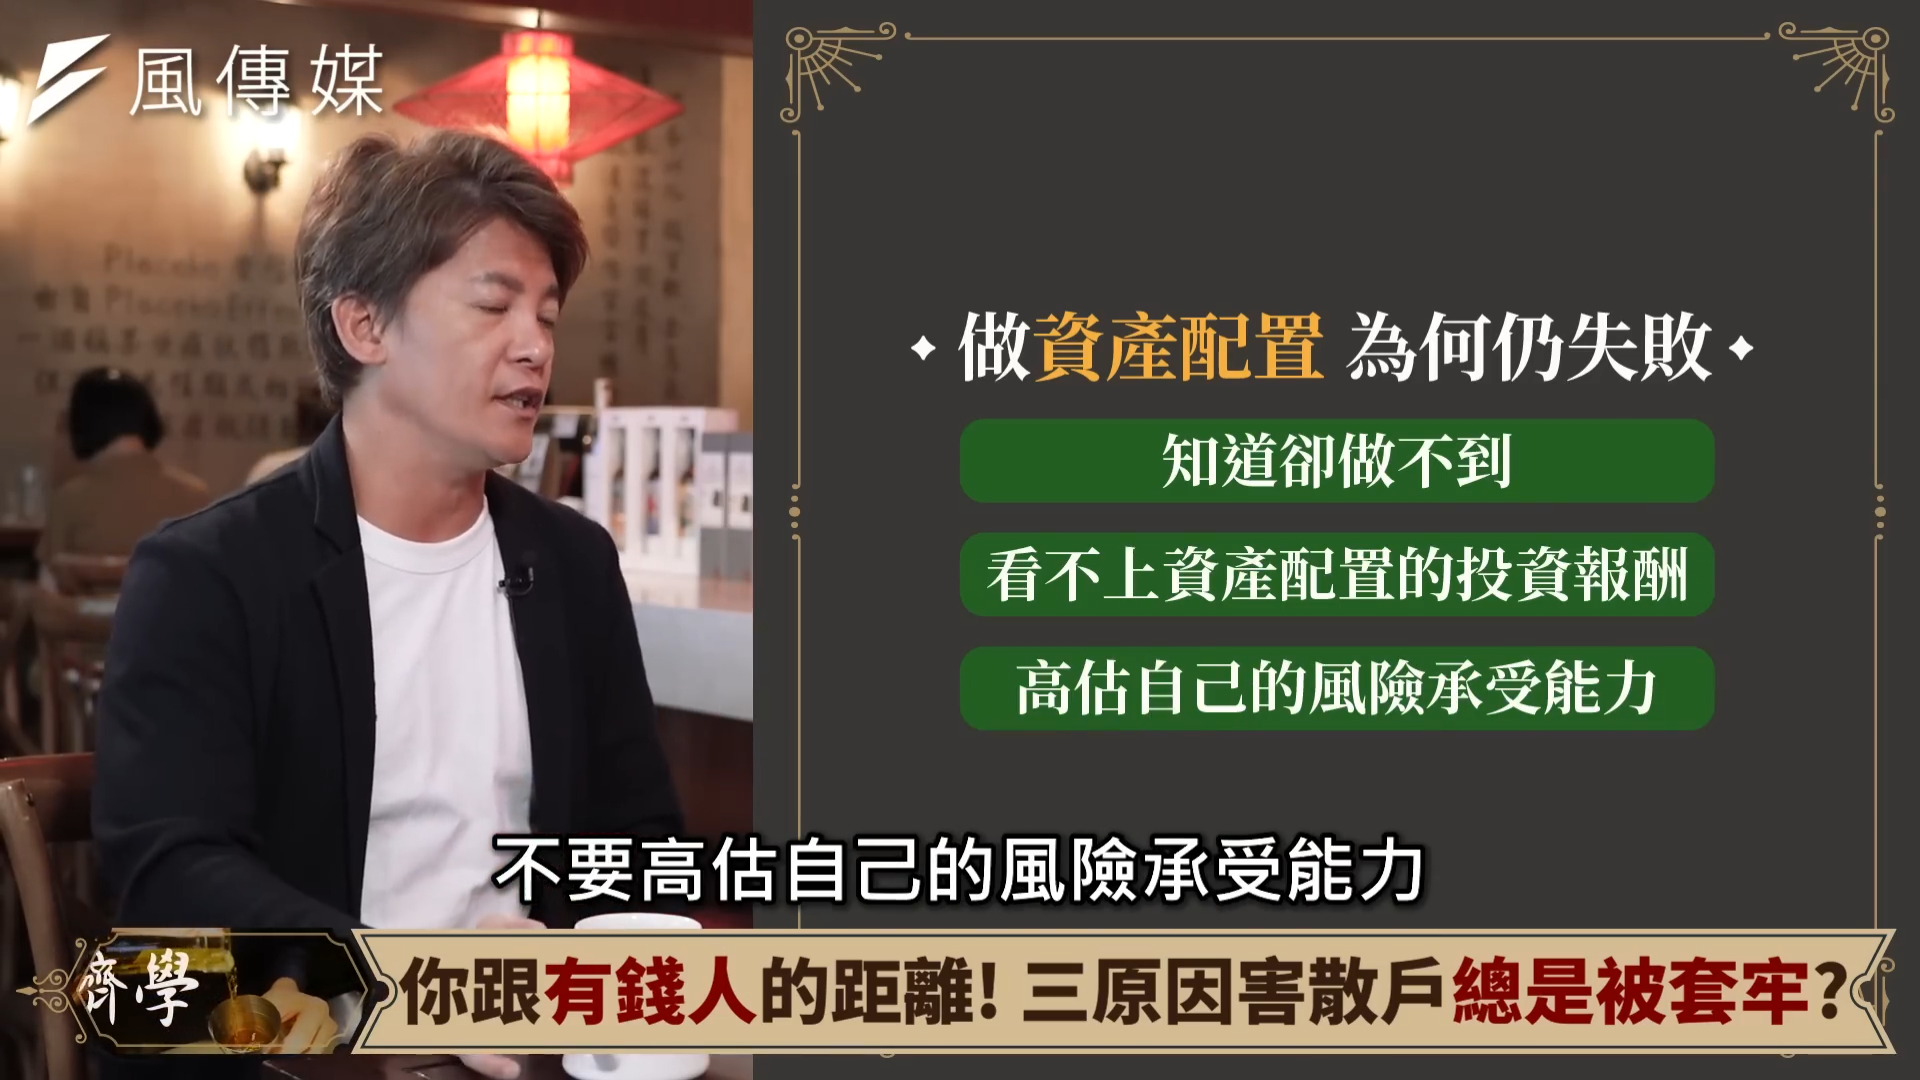 風傳媒
做資產配置 為何仍失敗
知道卻做不到
看不上資產配置的投資報酬
高估自己的風險承受能力
不要高估自己的風險承受能力
齊學
你跟有錢人的距離! 三原因害散戶總是被套牢?